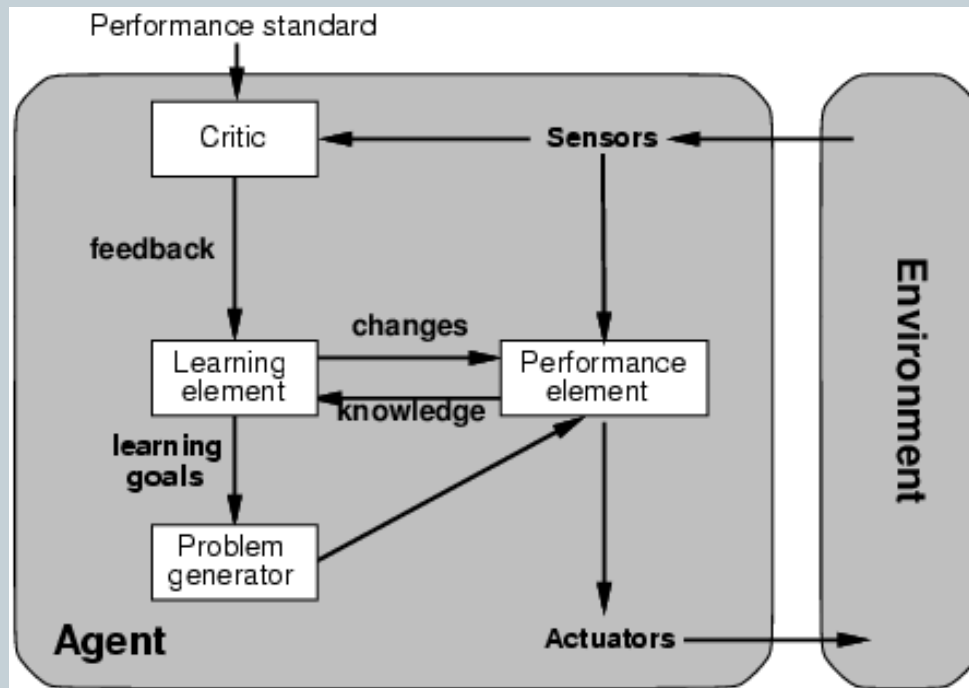 Performance standard
Critic
Sensors
feedback
changes
Learning
element
Performance
element
knowledge
learning
goals
Problem
generator
Agent
Actuators
Environment